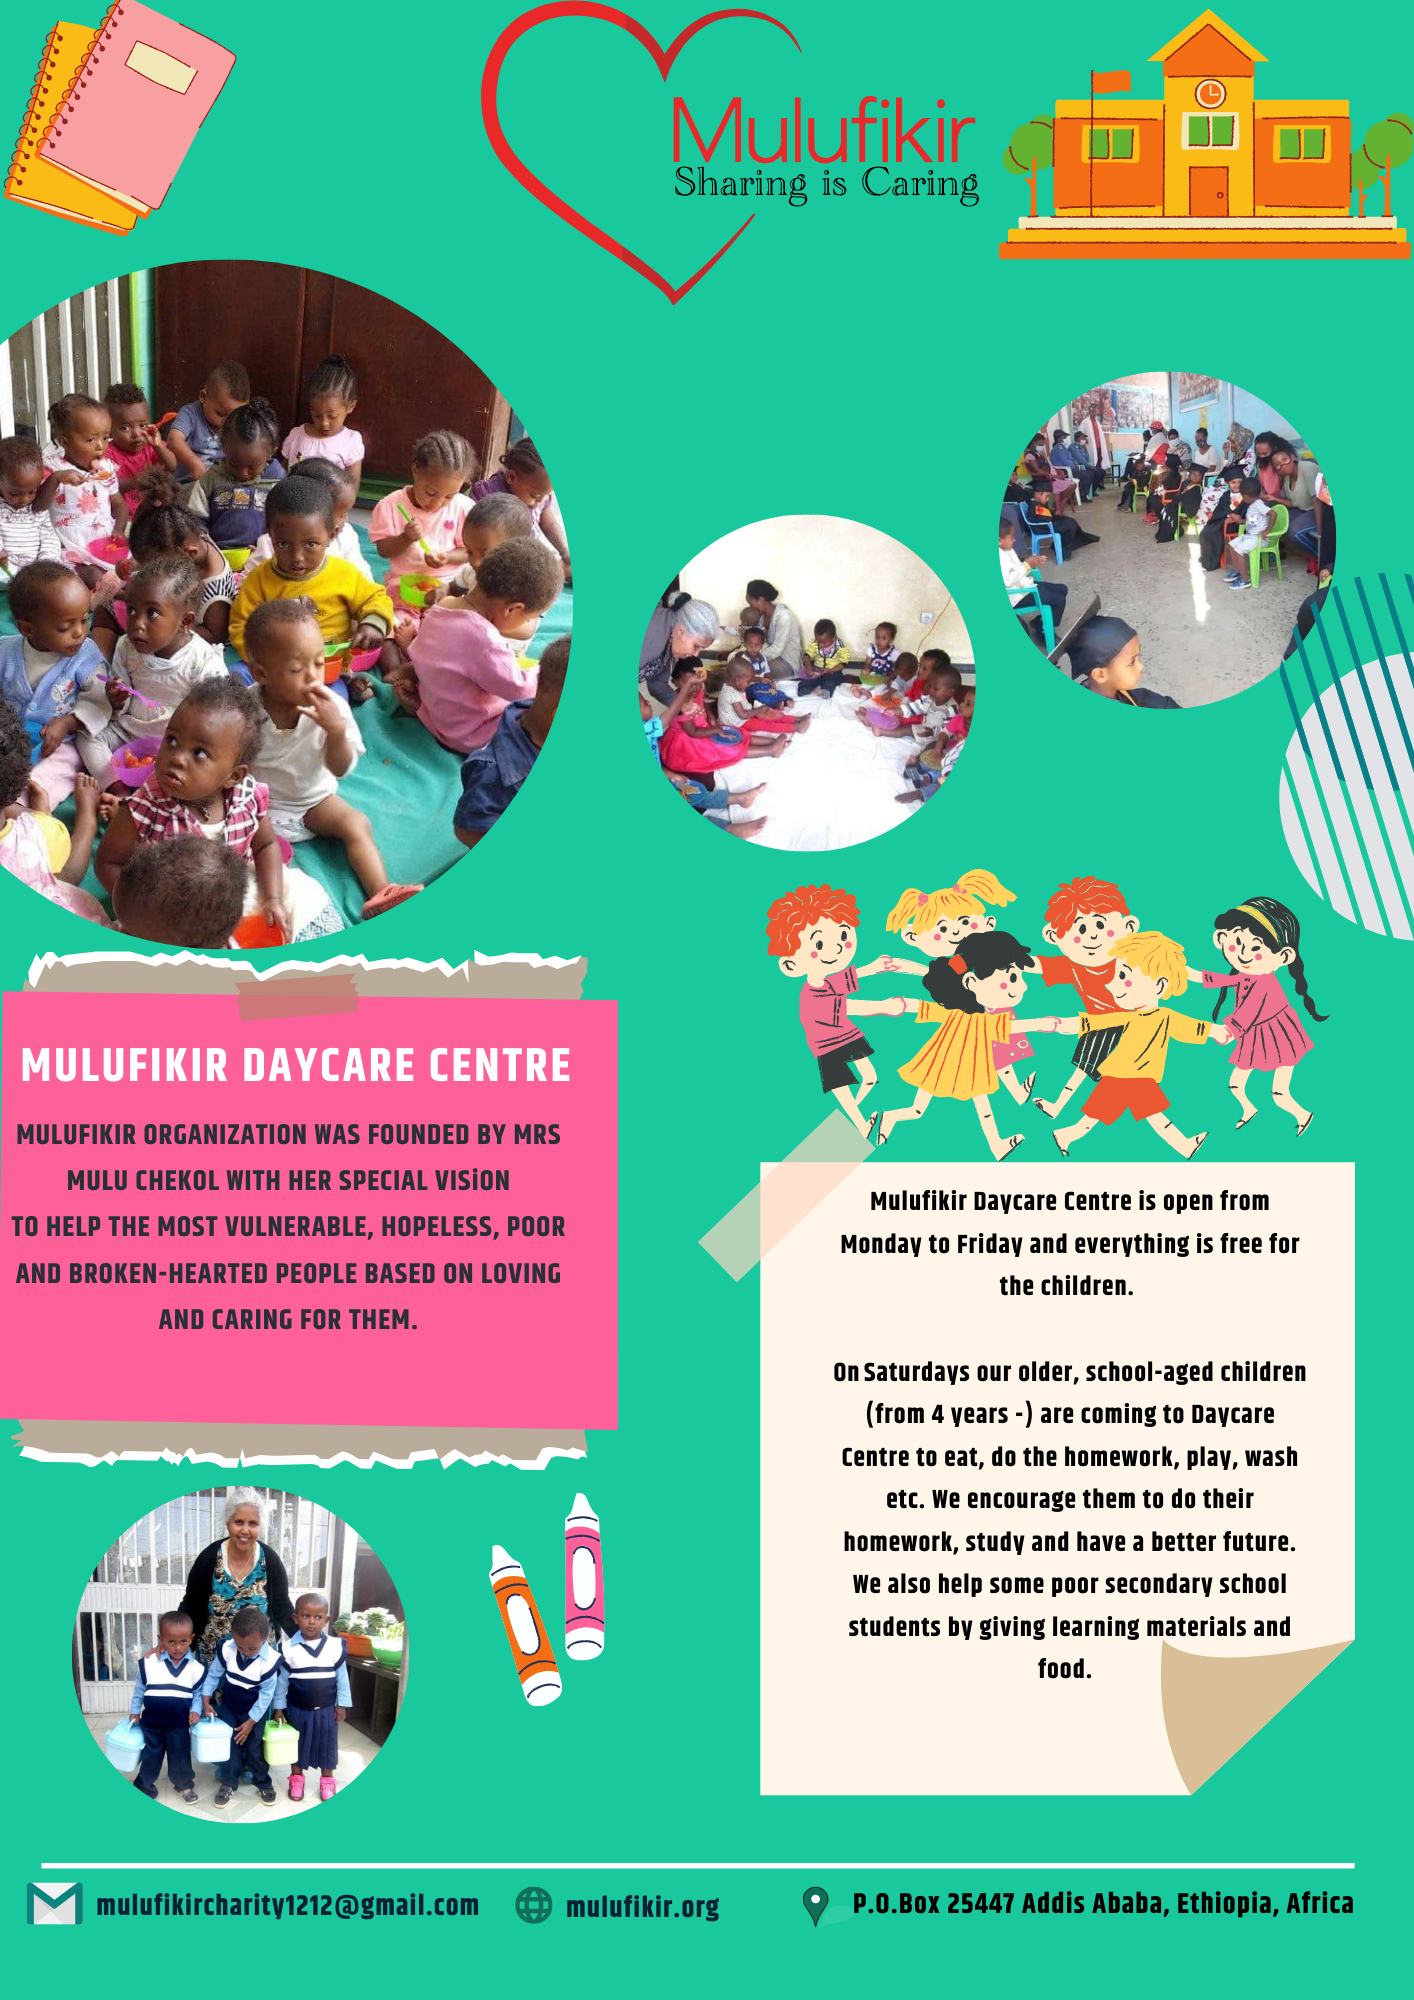 Mulufikir
Sharing is Caring
MULUFIKIR DAYCARE CENTRE
MULUFIKIR ORGANIZATION WAS FOUNDED BY MRS
MULU CHEKOL WITH HER SPECIAL VISiON
TO HELP THE MOST VULNERABLE, HOPELESS, POOR
AND BROKEN-HEARTED PEOPLE BASED ON LOVING
AND CARING FOR THEM.
Mulufikir Daycare Centre is open from
Monday to Friday and everything is free for
the children.
On Saturdays our older, school-aged children
(from 4 years -) are coming to Daycare
Centre to eat, do the homework, play, wash
etc. We encourage them to do their
homework, study and have a better future.
We also help some poor secondary school
students by giving learning materials and
food.
mulufikircharity1212@gmail.com
mulufikir.org
P.O.Box 25447 Addis Ababa, Ethiopia, Africa